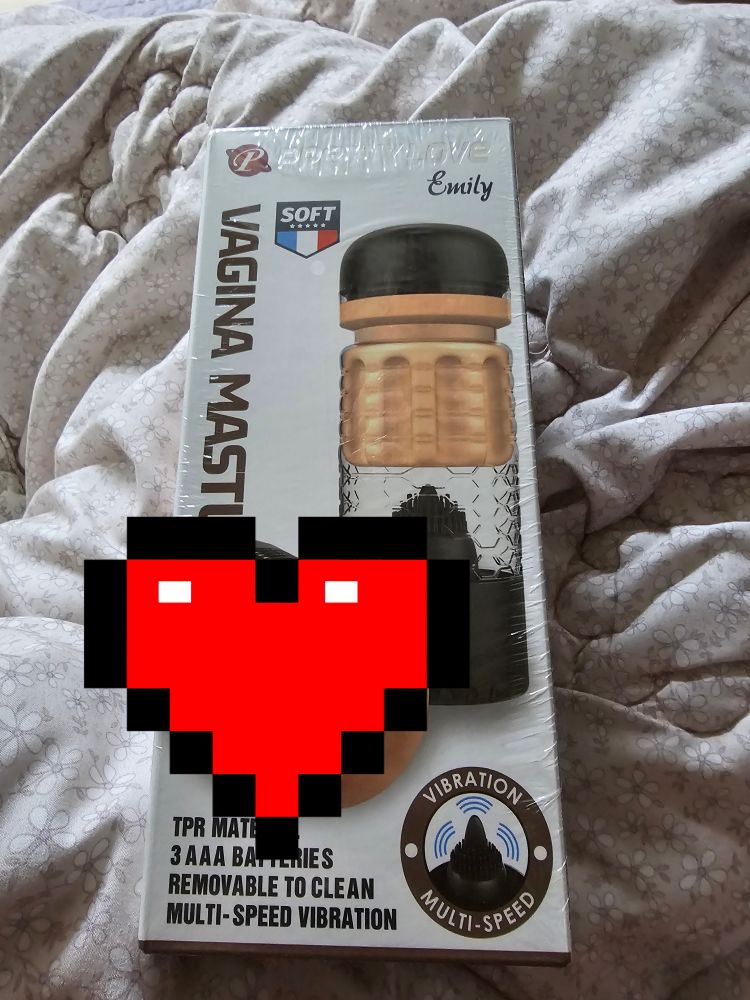 P PRETTY LOVE
Emily
SOFT
VAGINA MASTU
VIBRATION
MULTI-SPEED
TPR MATE
3 AAA BATTERIES
REMOVABLE TO CLEAN
MULTI-SPEED VIBRATION